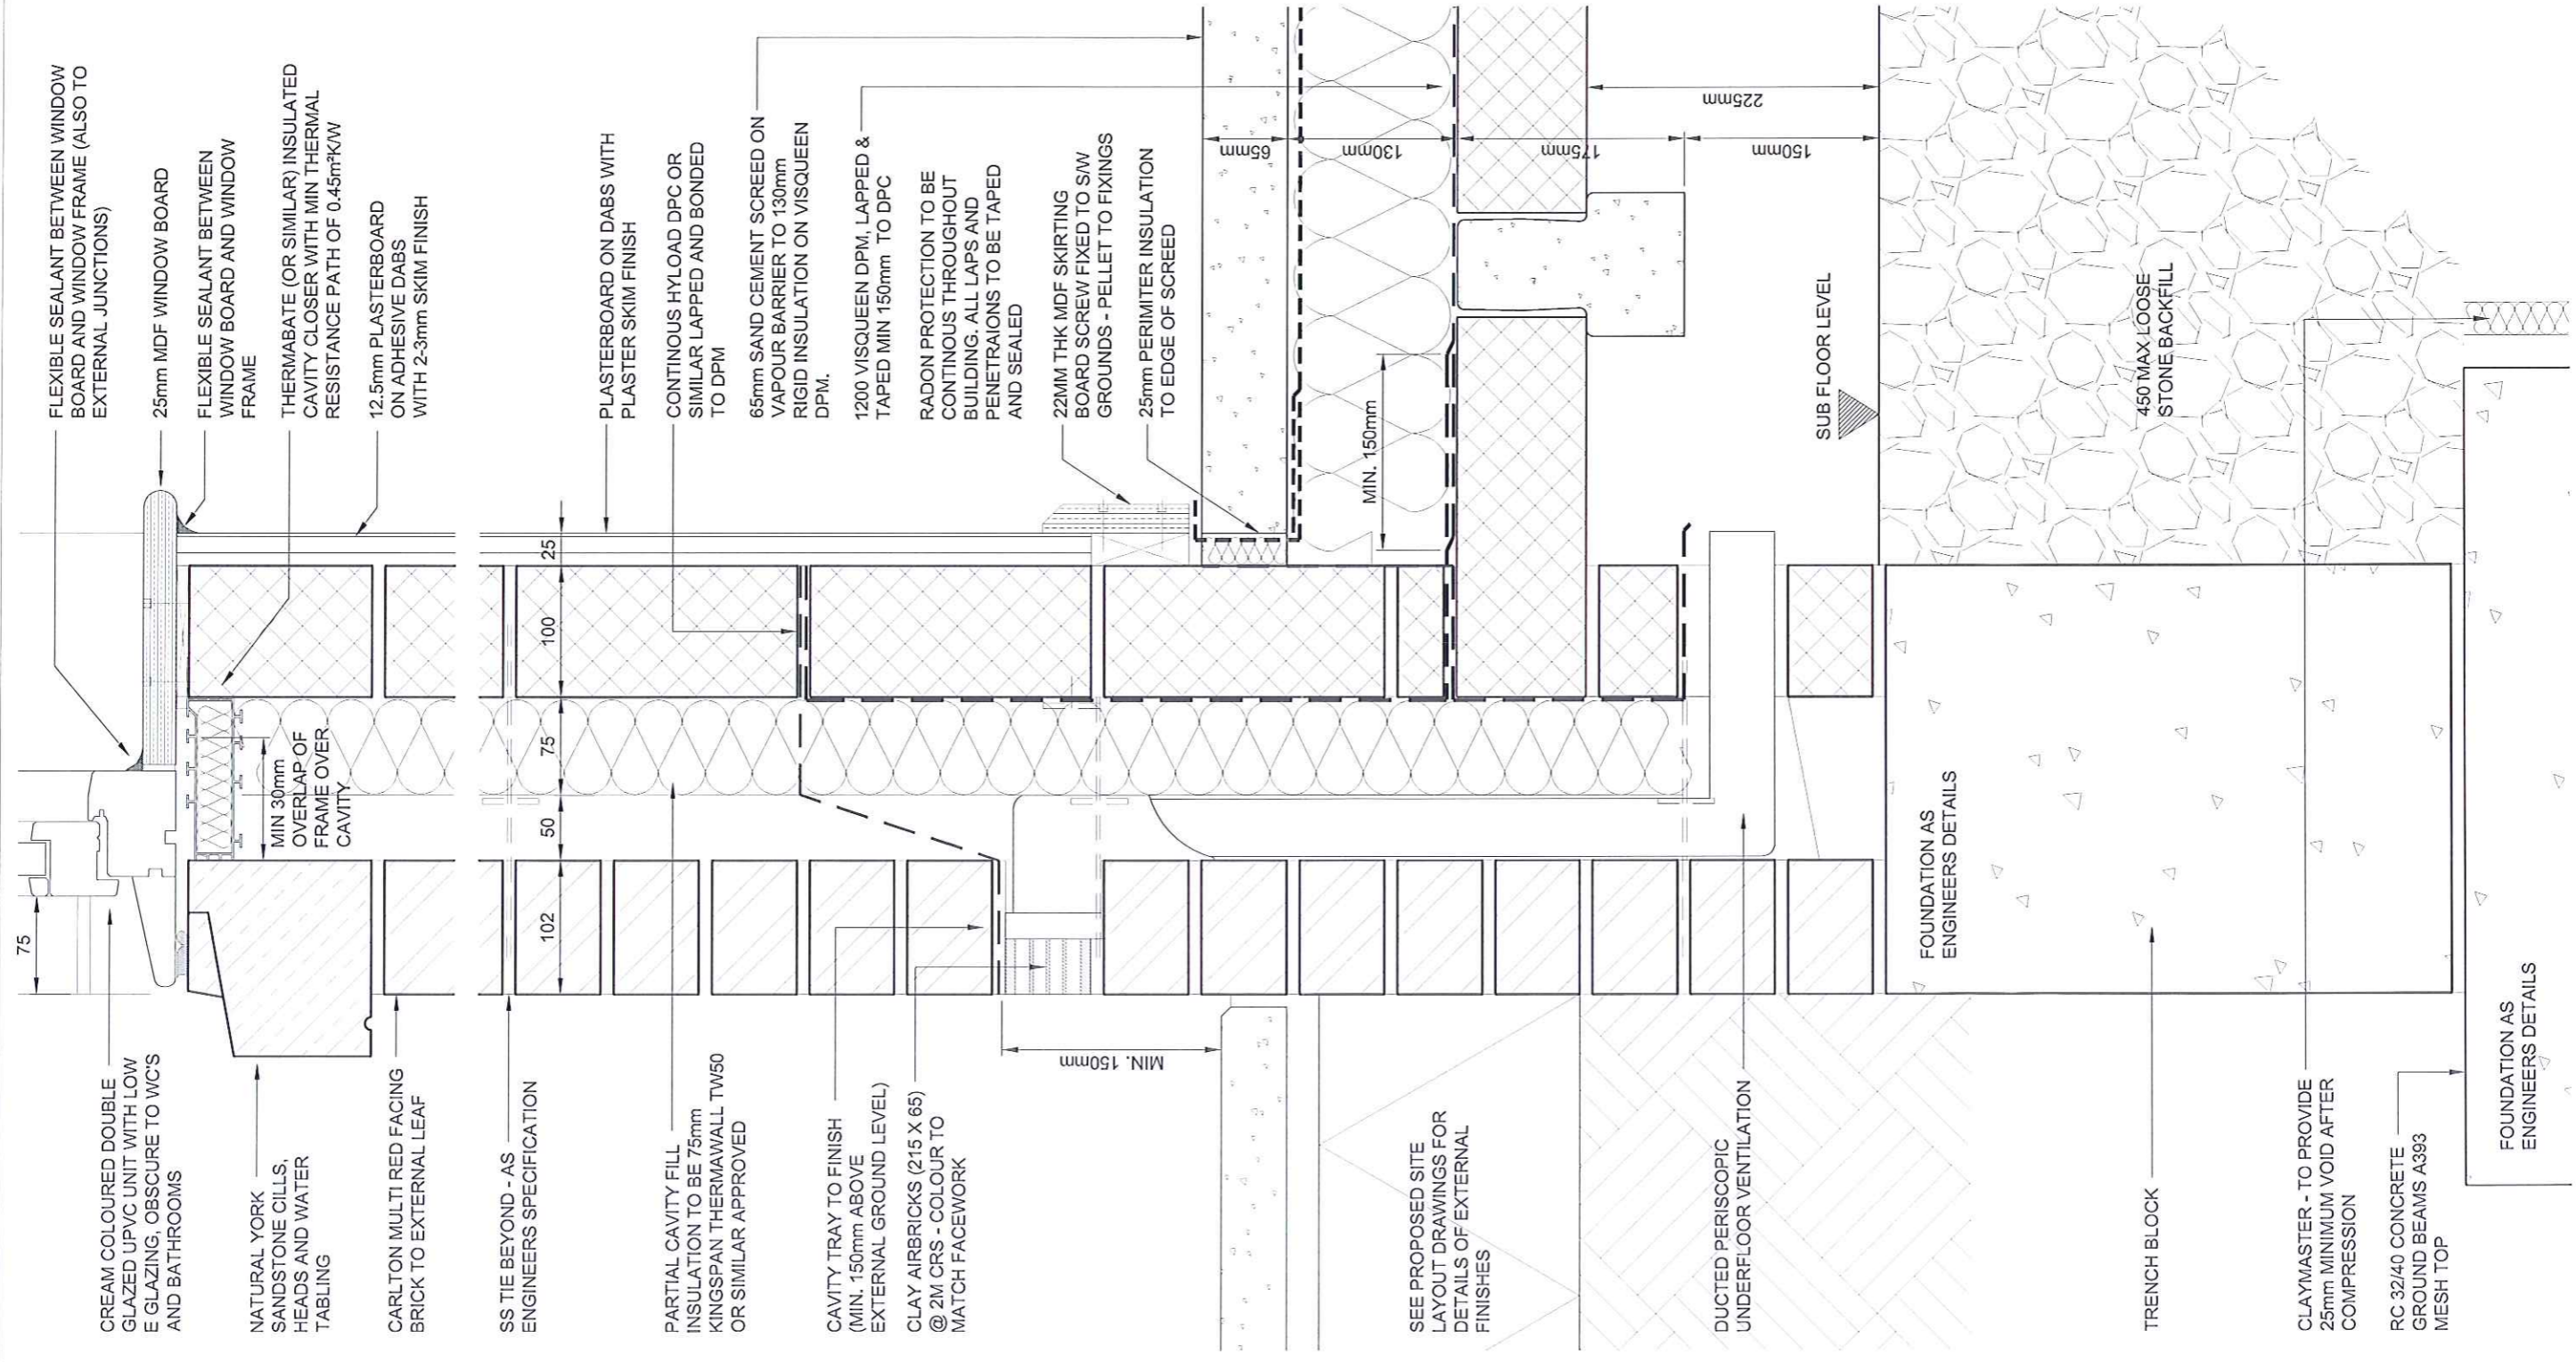 FLEXIBLE SEALANT BETWEEN WINDOW
BOARD AND WINDOW FRAME (ALSO TO
EXTERNAL JUNCTIONS)
25mm MDF WINDOW BOARD
FLEXIBLE SEALANT BETWEEN
WINDOW BOARD AND WINDOW
FRAME
THERMABATE (OR SIMILAR) INSULATED
CAVITY CLOSER WITH MIN THERMAL
RESISTANCE PATH OF 0.45m²K/W
12.5mm PLASTERBOARD
ON ADHESIVE DABS
WITH 2-3mm SKIM FINISH
PLASTERBOARD ON DABS WITH
PLASTER SKIM FINISH
CONTINOUS HYLOAD DPC OR
SIMILAR LAPPED AND BONDED
TO DPM
65mm SAND CEMENT SCREED ON
VAPOUR BARRIER TO 130mm
RIGID INSULATION ON VISQUEEN
DPM.
1200 VISQUEEN DPM, LAPPED &
TAPED MIN 150mm TO DPC
RADON PROTECTION TO BE
CONTINOUS THROUGHOUT
BUILDING. ALL LAPS AND
PENETRAIONS TO BE TAPED
AND SEALED
22MM THK MDF SKIRTING
BOARD SCREW FIXED TO S/W
GROUNDS - PELLET TO FIXINGS
25mm PERIMITER INSULATION
TO EDGE OF SCREED
75
MIN 30mm
OVERLAP OF
FRAME OVER
CAVITY
102
50
75
100
25
65mm
130mm
175mm
150mm
225mm
MIN. 150mm
MIN. 150mm
SUB FLOOR LEVEL
450 MAX LOOSE
STONE BACKFILL
FOUNDATION AS
ENGINEERS DETAILS
FOUNDATION AS
ENGINEERS DETAILS
CREAM COLOURED DOUBLE
GLAZED UPVC UNIT WITH LOW
E GLAZING, OBSCURE TO WC'S
AND BATHROOMS
NATURAL YORK
SANDSTONE CILLS,
HEADS AND WATER
TABLING
CARLTON MULTI RED FACING
BRICK TO EXTERNAL LEAF
SS TIE BEYOND - AS
ENGINEERS SPECIFICATION
PARTIAL CAVITY FILL
INSULATION TO BE 75mm
KINGSPAN THERMAWALL TW50
OR SIMILAR APPROVED
CAVITY TRAY TO FINISH
(MIN. 150mm ABOVE
EXTERNAL GROUND LEVEL)
CLAY AIRBRICKS (215 X 65)
@ 2M CRS - COLOUR TO
MATCH FACEWORK
SEE PROPOSED SITE
LAYOUT DRAWINGS FOR
DETAILS OF EXTERNAL
FINISHES
DUCTED PERISCOPIC
UNDERFLOOR VENTILATION
TRENCH BLOCK
CLAYMASTER - TO PROVIDE
25mm MINIMUM VOID AFTER
COMPRESSION
RC 32/40 CONCRETE
GROUND BEAMS A393
MESH TOP